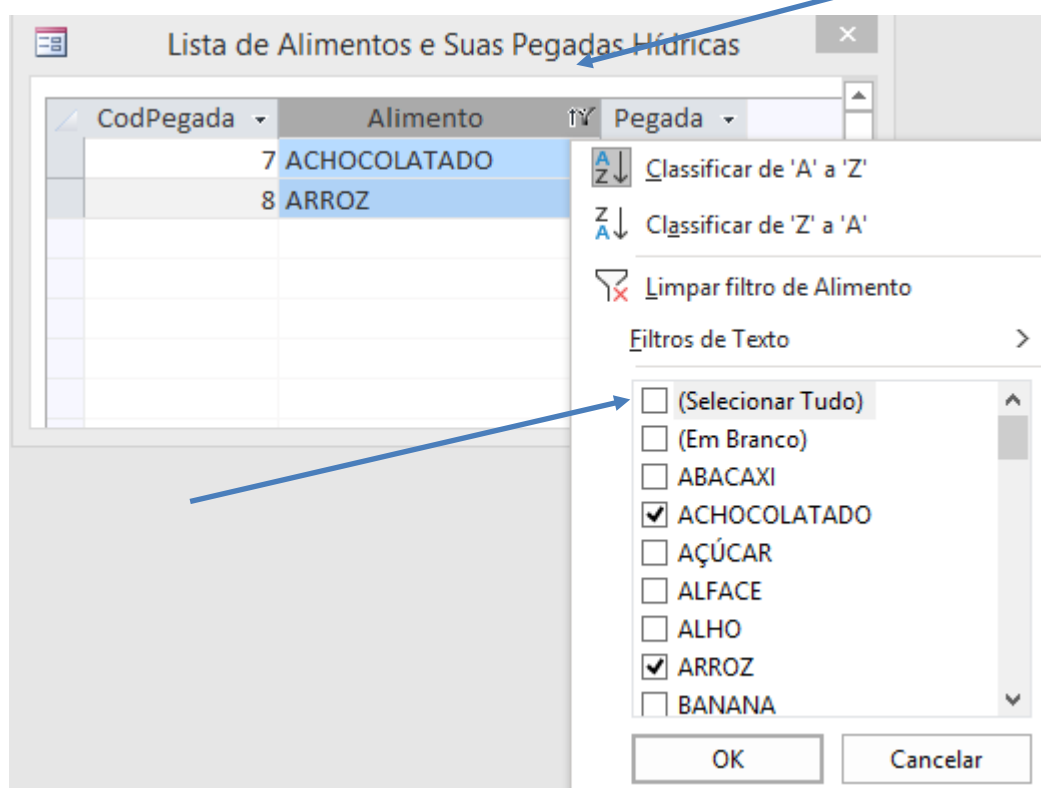 Lista de Alimentos e Suas Pegadas Hídricas
CodPegada Alimento Pegada
7 ACHOCOLATADO
8 ARROZ
Classificar de 'A' a 'Z'
Classificar de 'Z' a 'A'
Limpar filtro de Alimento
Filtros de Texto
(Selecionar Tudo)
(Em Branco)
ABACAXI
ACHOCOLATADO
AÇÚCAR
ALFACE
ALHO
ARROZ
BANANA
OK Cancelar